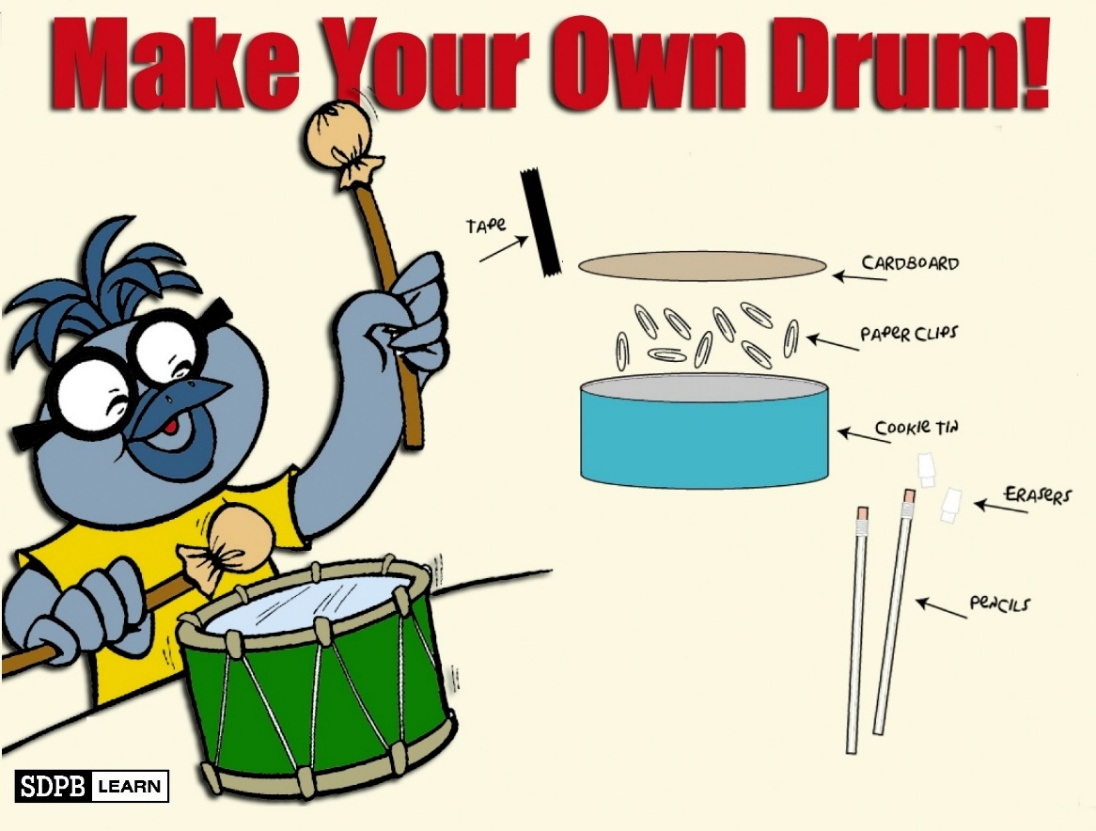 Make Your Own Drum!
TAPE
CARDBOARD
PAPER CLIPS
COOKIE TIN
ERASERS
PENCILS
SDPB LEARN